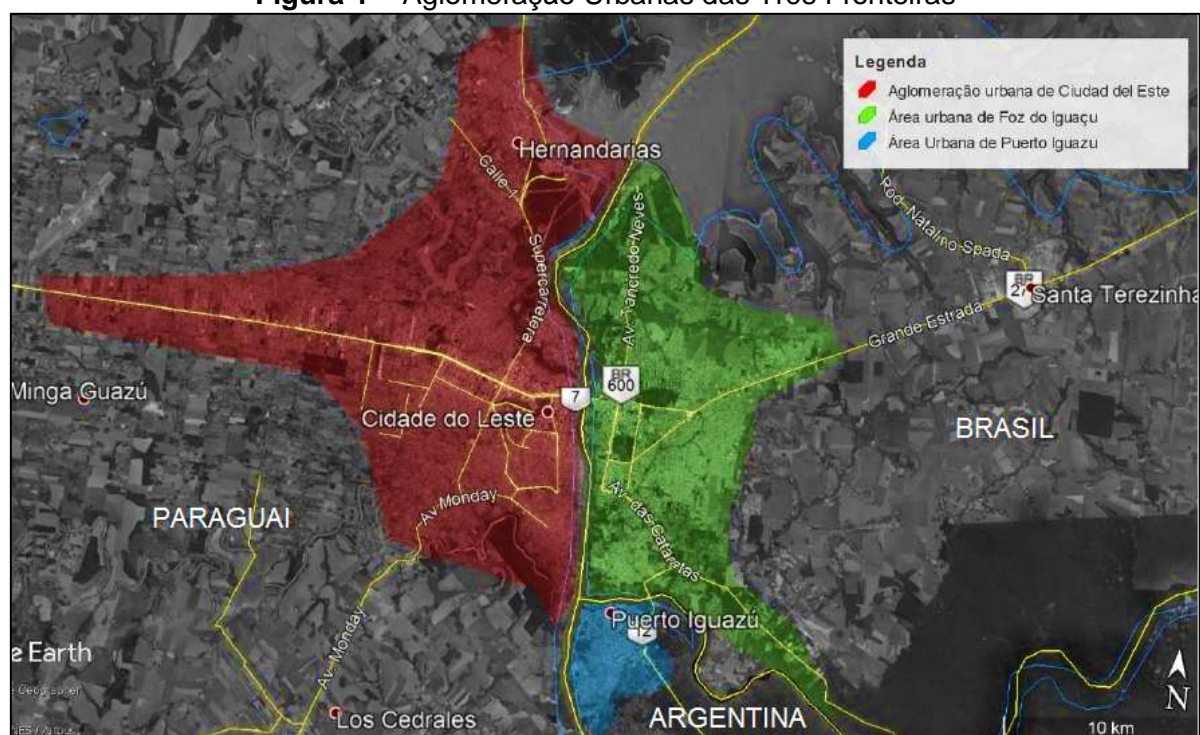 Figura 1 – Aglomeração Urbanas das Três Fronteiras
Legenda
Aglomeração urbana de Ciudad del Este
Área urbana de Foz do Iguaçu
Área Urbana de Puerto Iguazu
Hernandarias
Calle 1
Supercarretera
Av. Tancredo Neves
Rod. Natalino Spada
BR
27
Santa Terezinha
Grande Estrada
Minga Guazú
7
BR
600
Cidade do Leste
BRASIL
Av Monday
PARAGUAI
Av. das Cataratas
Puerto Iguazú
12
Av. Monday
e Earth
Los Cedrales
ARGENTINA
N
10 km